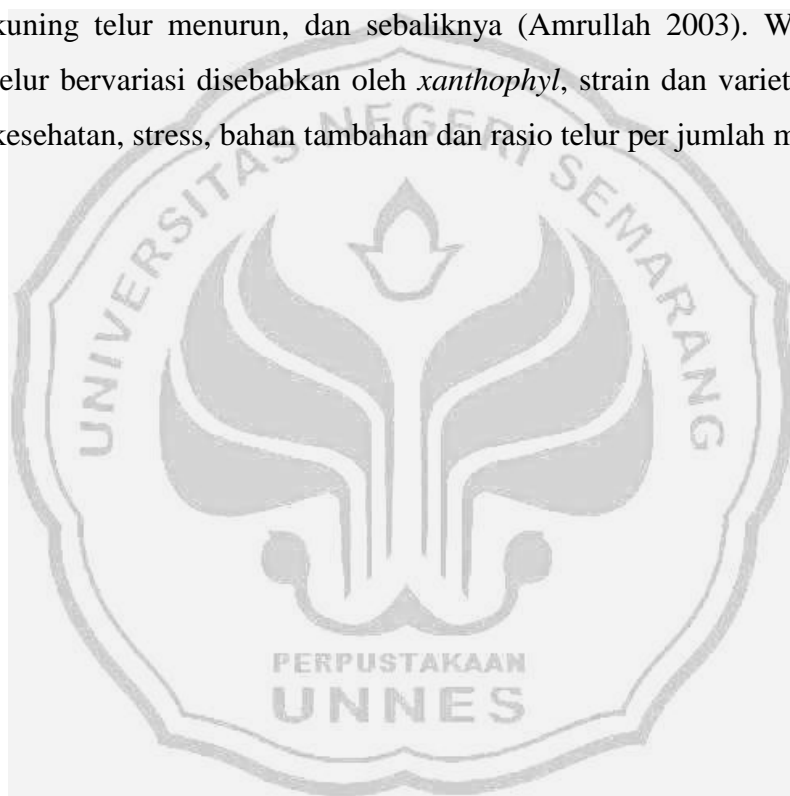 kuning telur menurun, dan sebaliknya (Amrullah 2003). W
elur bervariasi disebabkan oleh xanthophyl, strain dan variet
kesehatan, stress, bahan tambahan dan rasio telur per jumlah m
UNIVERSITAS NEGERI SEMARANG
PERPUSTAKAAN
UNNES